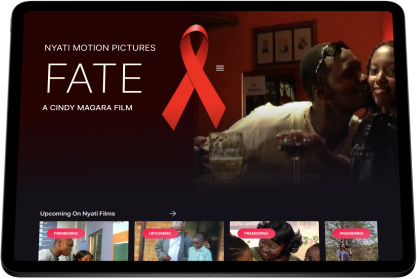 NYATI MOTION PICTURES
FATE
A CINDY MAGARA FILM
Upcoming On Nyati Films
PREMIERING
UPCOMING
PREMIERING
PREMIERING